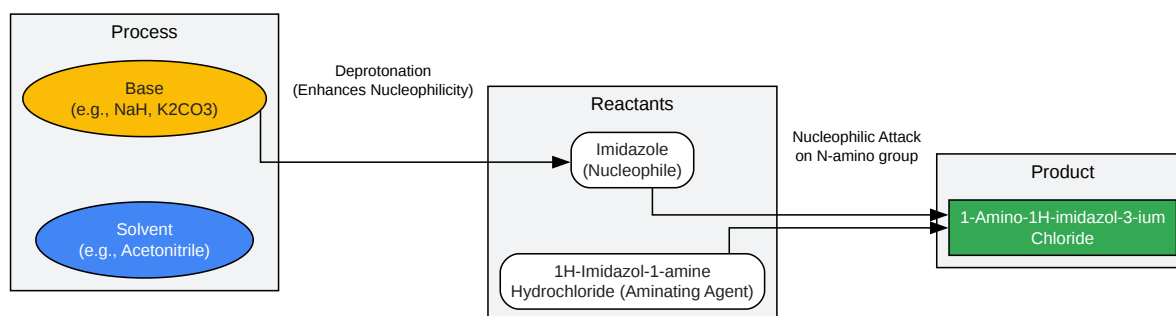 Process
Base
(e.g., NaH, K2CO3)
Solvent
(e.g., Acetonitrile)
Deprotonation
(Enhances Nucleophilicity)
Reactants
Imidazole
(Nucleophile)
1H-Imidazol-1-amine
Hydrochloride (Aminating Agent)
Nucleophilic Attack
on N-amino group
Product
1-Amino-1H-imidazol-3-ium
Chloride